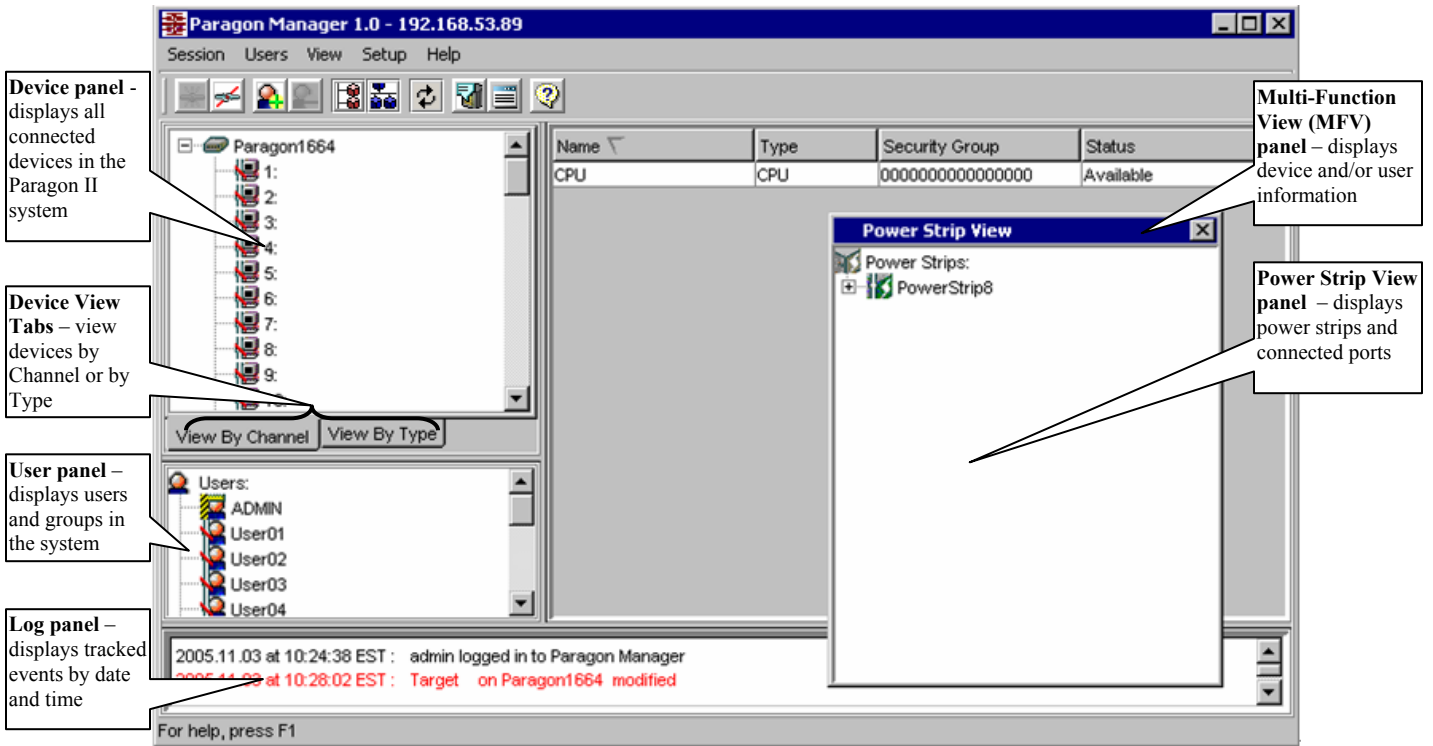 Paragon Manager 1.0 - 192.168.53.89
Session Users View Setup Help
Device panel -
displays all
connected
devices in the
Paragon II
system
Device View
Tabs – view
devices by
Channel or by
Type
User panel –
displays users
and groups in
the system
Log panel –
displays tracked
events by date
and time
Paragon1664
1:
2:
3:
4:
5:
6:
7:
8:
9:
View By Channel View By Type
Users:
ADMIN
User01
User02
User03
User04
Name Type Security Group Status
CPU CPU 0000000000000000 Available
Power Strip View
Power Strips:
PowerStrip8
Multi-Function
View (MFV)
panel – displays
device and/or user
information
Power Strip View
panel – displays
power strips and
connected ports
2005.11.03 at 10:24:38 EST : admin logged in to Paragon Manager
2005.11.03 at 10:28:02 EST : Target on Paragon1664 modified
For help, press F1